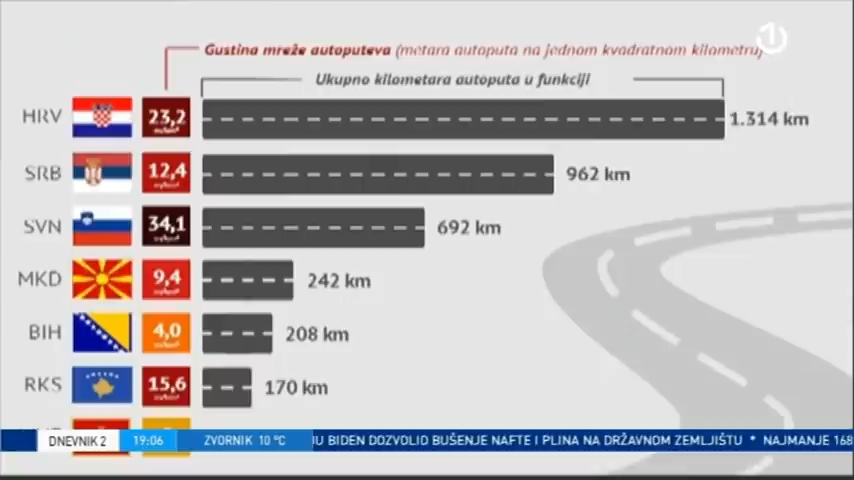 1
Gustina mreže autoputeva (metara autoputa na jednom kvadratnom kilometru)
Ukupno kilometara autoputa u funkciji
HRV 23,2 1.314 km
SRB 12,4 962 km
SVN 34,1 692 km
MKD 9,4 242 km
BIH 4,0 208 km
RKS 15,6 170 km
DNEVNIK 2 19:06 ZVORNIK 10 °C BIDEN DOZVOLIO BUŠENJE NAFTE I PLINA NA DRŽAVNOM ZEMLJIŠTU * NAJMANJE 168